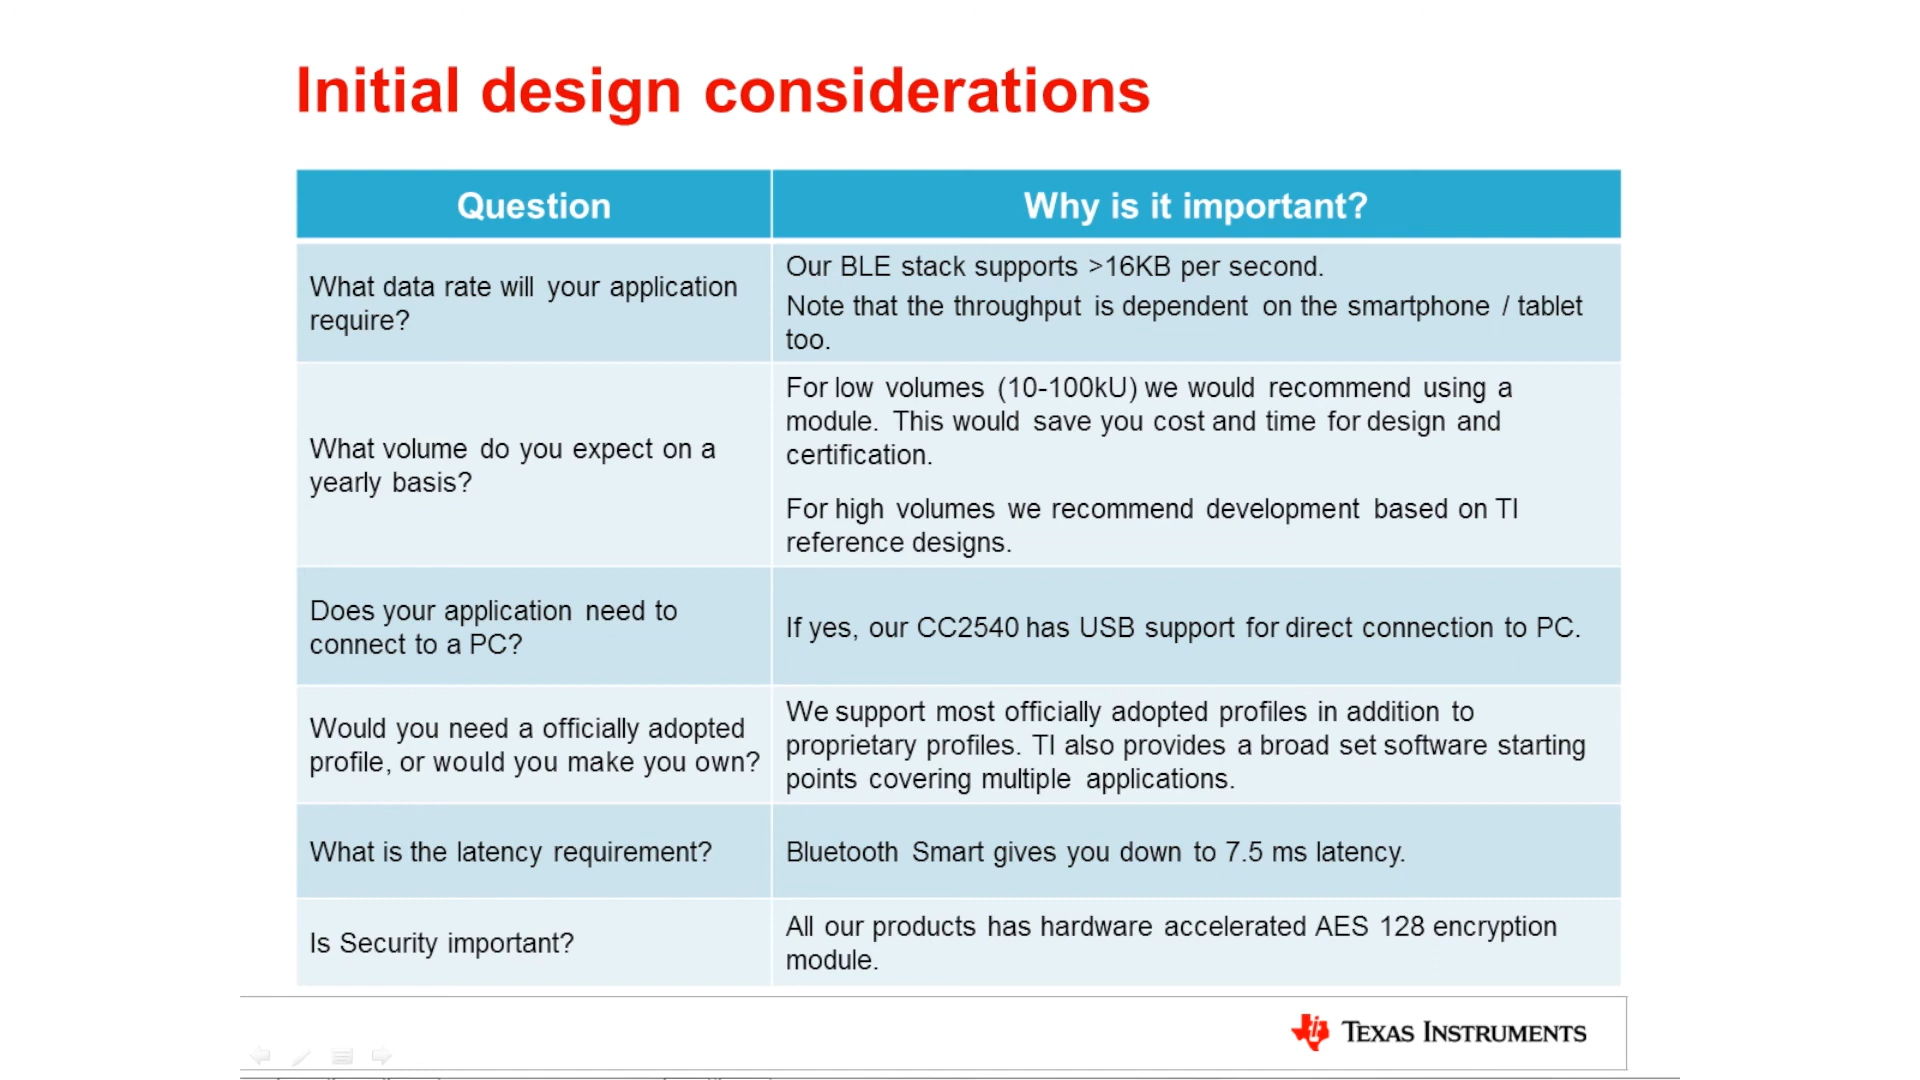 Initial design considerations
Question
Why is it important?
What data rate will your application
require?
Our BLE stack supports >16KB per second.
Note that the throughput is dependent on the smartphone / tablet
too.
What volume do you expect on a
yearly basis?
For low volumes (10-100kU) we would recommend using a
module. This would save you cost and time for design and
certification.
For high volumes we recommend development based on TI
reference designs.
Does your application need to
connect to a PC?
If yes, our CC2540 has USB support for direct connection to PC.
Would you need a officially adopted
profile, or would you make you own?
We support most officially adopted profiles in addition to
proprietary profiles. TI also provides a broad set software starting
points covering multiple applications.
What is the latency requirement?
Bluetooth Smart gives you down to 7.5 ms latency.
Is Security important?
All our products has hardware accelerated AES 128 encryption
module.
TEXAS INSTRUMENTS